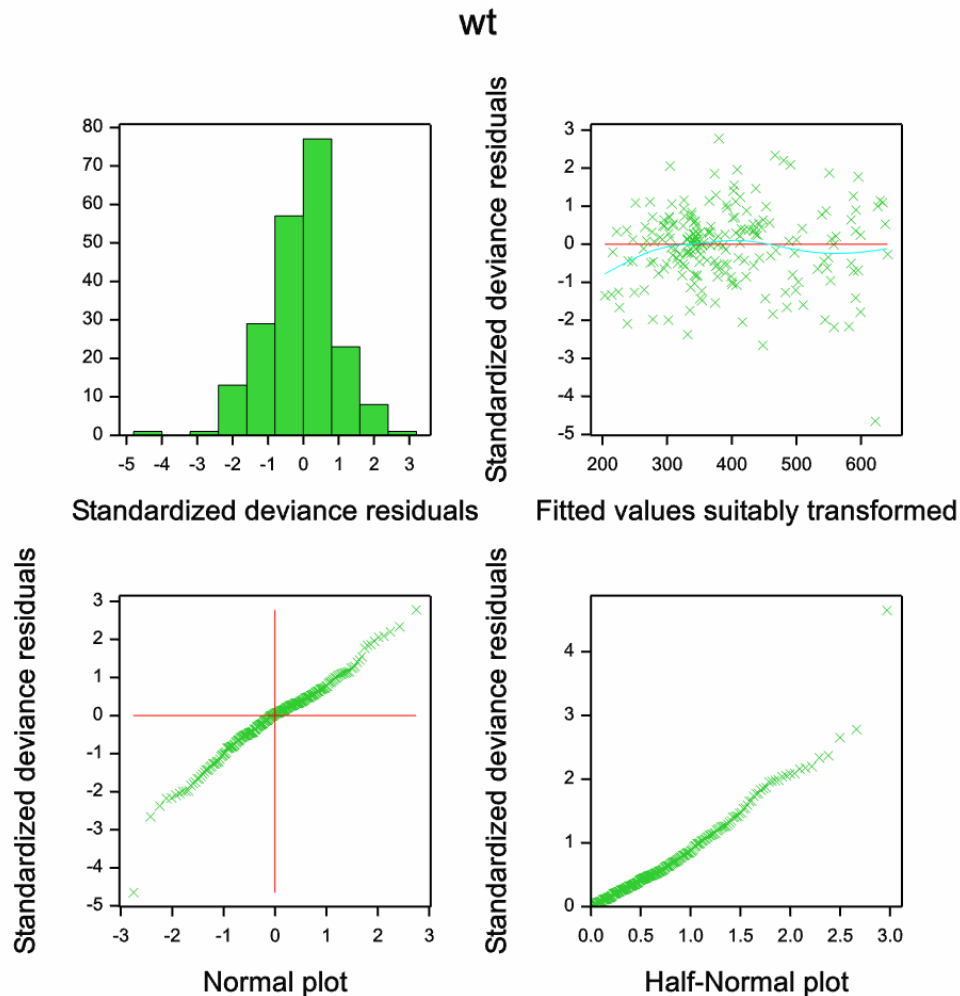 wt
80
70
60
50
40
30
20
10
0
-5 -4 -3 -2 -1 0 1 2 3
Standardized deviance residuals
Standardized deviance residuals
3
2
1
0
-1
-2
-3
-4
-5
200 300 400 500 600
Fitted values suitably transformed
Standardized deviance residuals
3
2
1
0
-1
-2
-3
-4
-5
-3 -2 -1 0 1 2 3
Normal plot
Standardized deviance residuals
4
3
2
1
0
0.0 0.5 1.0 1.5 2.0 2.5 3.0
Half-Normal plot